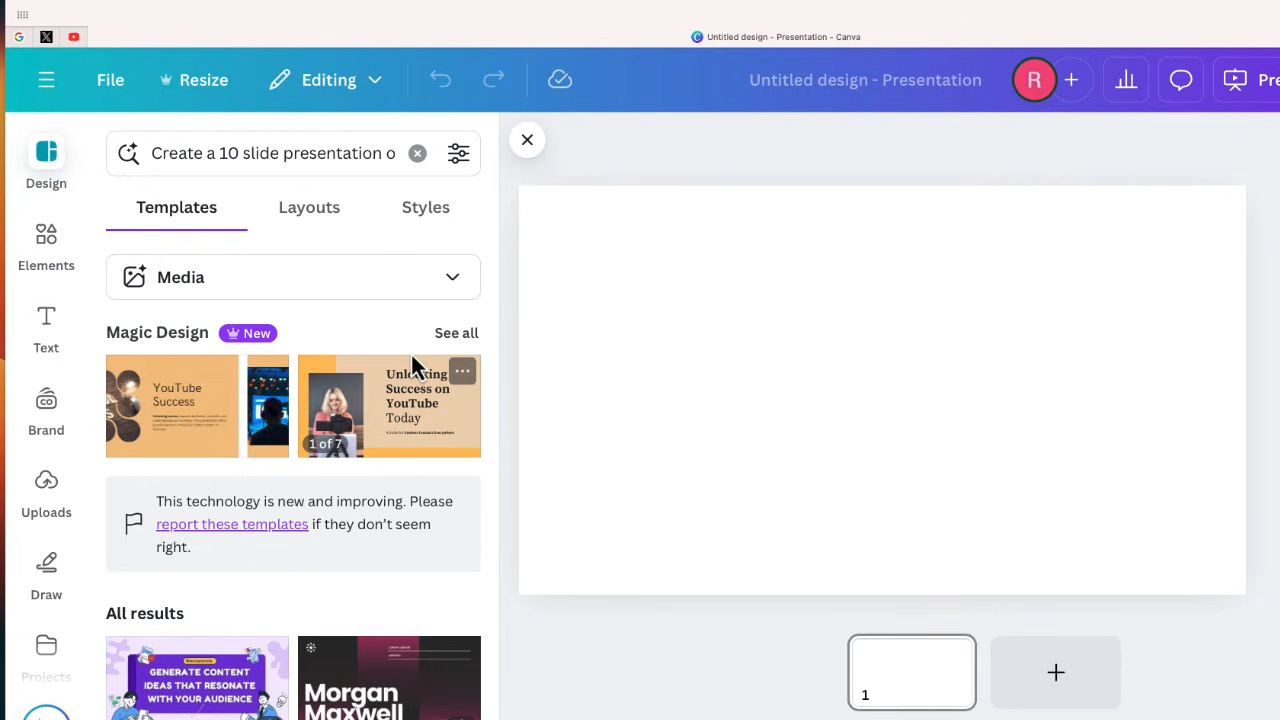 Untitled design - Presentation - Canva
File
Resize
Editing
Untitled design - Presentation
R
Pre
Design
Elements
Text
Brand
Uploads
Draw
Projects
Create a 10 slide presentation o
Templates
Layouts
Styles
Media
Magic Design
New
See all
YouTube
Success
Unlocking
Success on
YouTube
Today
1 of 7
This technology is new and improving. Please
report these templates if they don't seem
right.
All results
GENERATE CONTENT
IDEAS THAT RESONATE
WITH YOUR AUDIENCE
Morgan
Maxwell
1